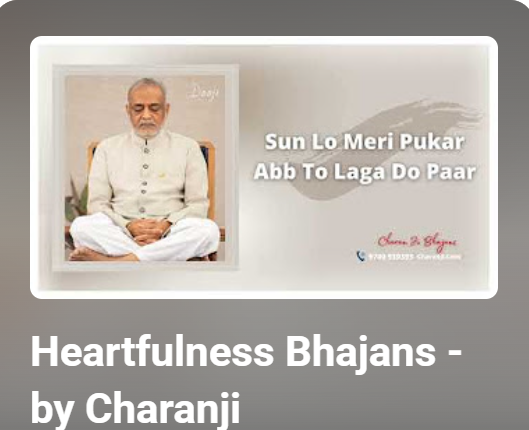 Daaji
Sun Lo Meri Pukar
Abb To Laga Do Paar
Charan Ji Bhajans
Heartfulness Bhajans -
by Charanji